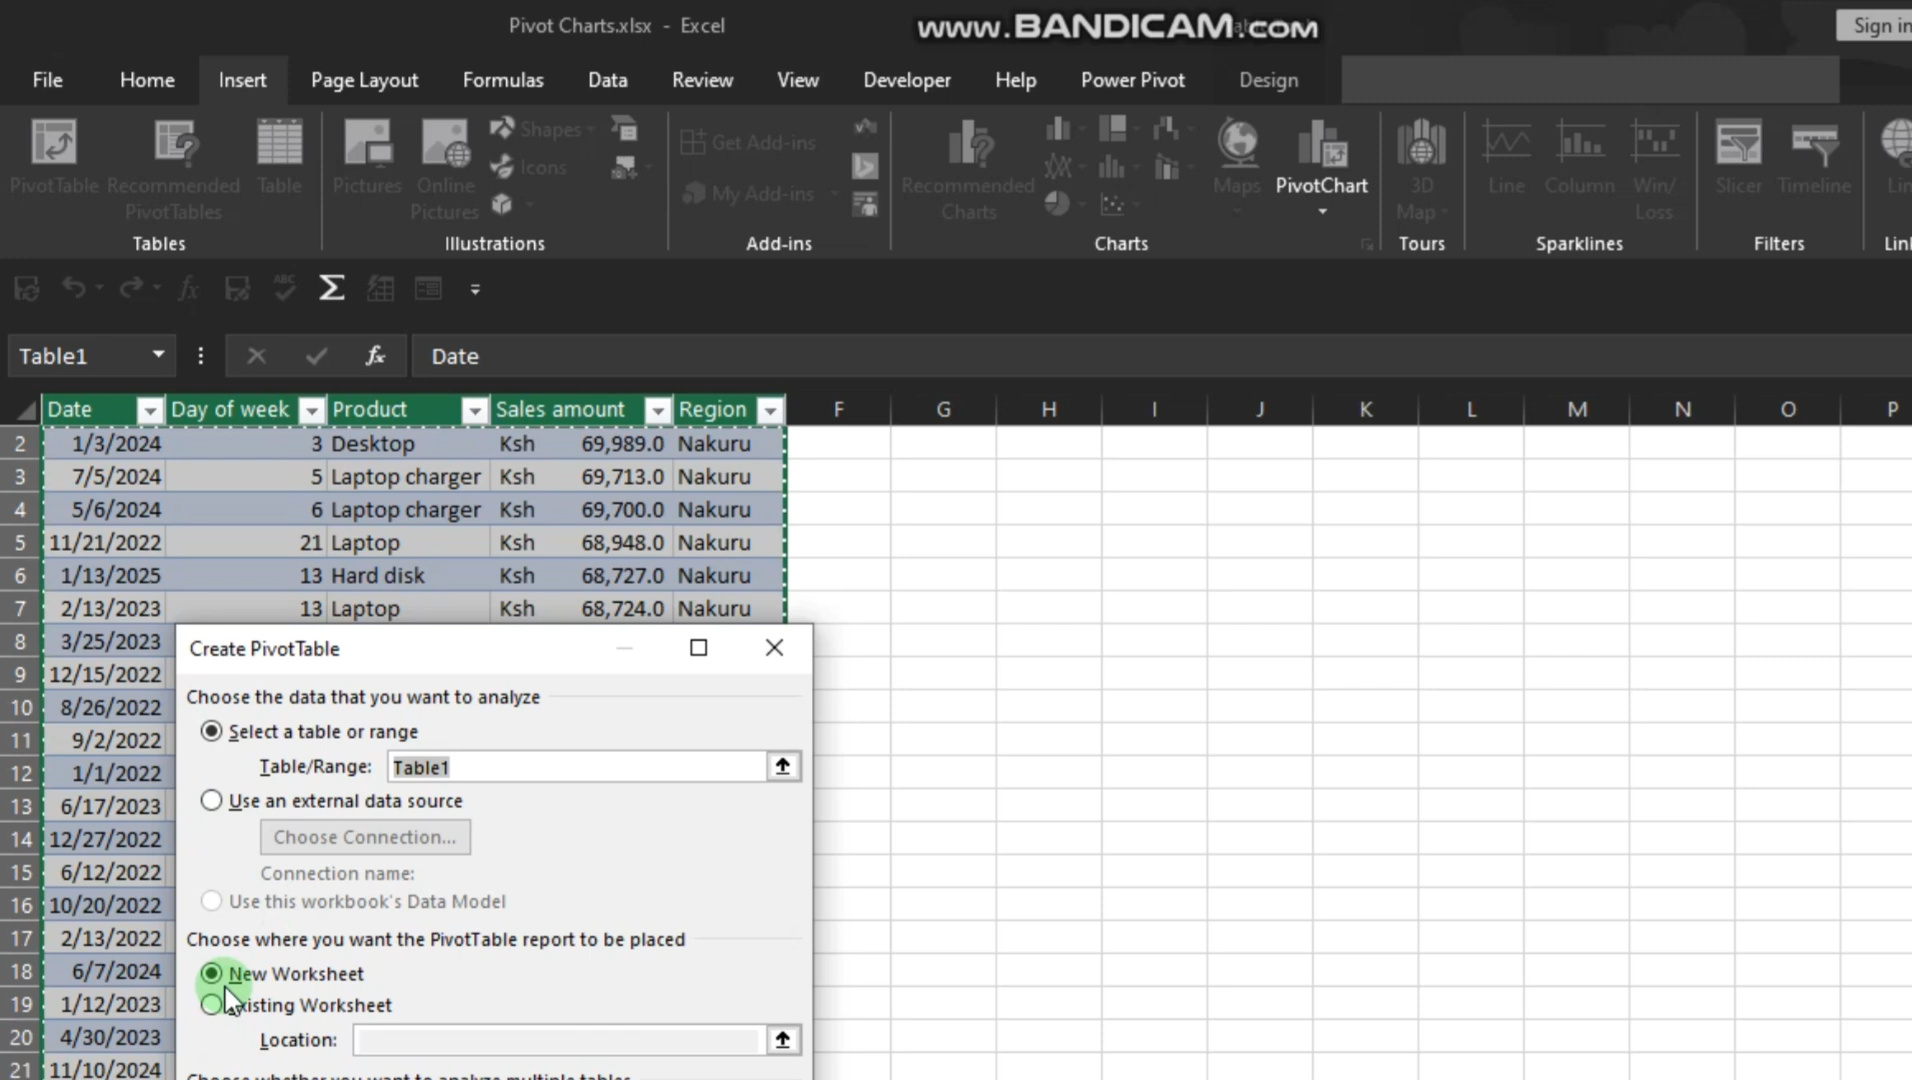 Pivot Charts.xlsx - Excel
www.BANDICAM.com
Sign in
File Home Insert Page Layout Formulas Data Review View Developer Help Power Pivot Design
PivotTable Recommended PivotTables Table Pictures Online Pictures Shapes Icons Get Add-ins My Add-ins Recommended Charts Maps PivotChart 3D Map Line Column Win/Loss Slicer Timeline
Tables Illustrations Add-ins Charts Tours Sparklines Filters
Table1 fx Date
Date Day of week Product Sales amount Region F G H I J K L M N O P
2 1/3/2024 3 Desktop Ksh 69,989.0 Nakuru
3 7/5/2024 5 Laptop charger Ksh 69,713.0 Nakuru
4 5/6/2024 6 Laptop charger Ksh 69,700.0 Nakuru
5 11/21/2022 21 Laptop Ksh 68,948.0 Nakuru
6 1/13/2025 13 Hard disk Ksh 68,727.0 Nakuru
7 2/13/2023 13 Laptop Ksh 68,724.0 Nakuru
8 3/25/2023
9 12/15/2022
10 8/26/2022
11 9/2/2022
12 1/1/2022
13 6/17/2023
14 12/27/2022
15 6/12/2022
16 10/20/2022
17 2/13/2022
18 6/7/2024
19 1/12/2023
20 4/30/2023
21 11/10/2024
Create PivotTable
Choose the data that you want to analyze
Select a table or range
Table/Range: Table1
Use an external data source
Choose Connection...
Connection name:
Use this workbook's Data Model
Choose where you want the PivotTable report to be placed
New Worksheet
Existing Worksheet
Location:
Choose whether you want to analyze multiple tables